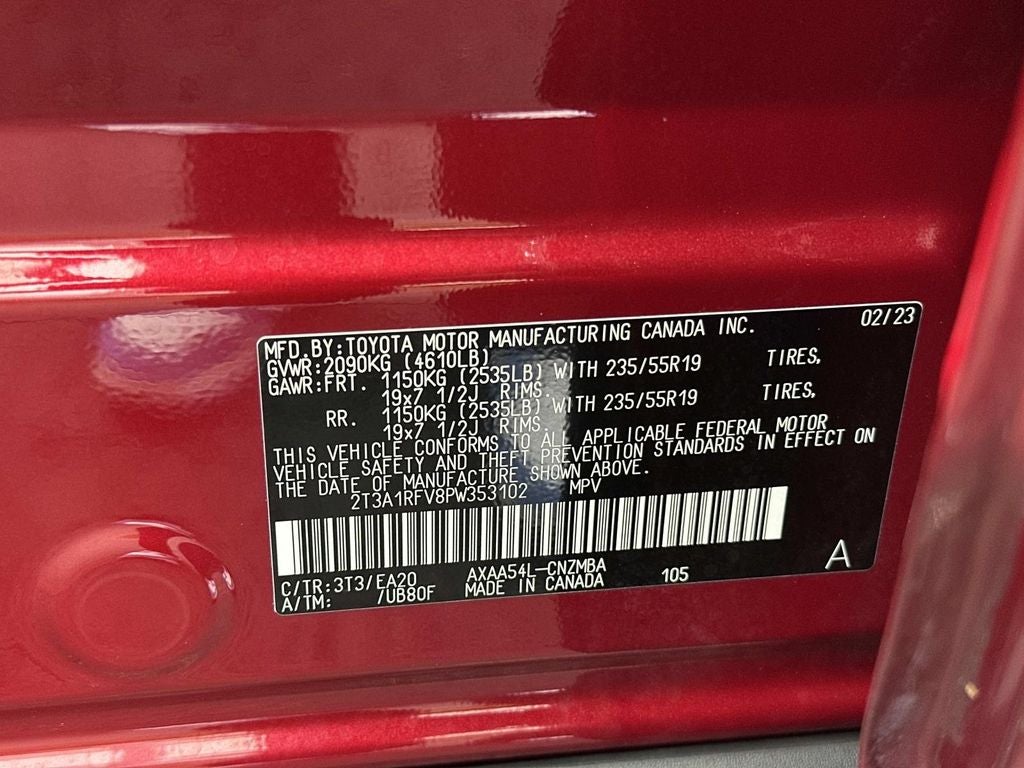 02/23
MFD.BY:TOYOTA MOTOR MANUFACTURING CANADA INC.
GVWR:2090KG (4610LB)
GAWR:FRT. 1150KG (2535LB) WITH 235/55R19 TIRES,
19x7 1/2J RIMS.
RR. 1150KG (2535LB) WITH 235/55R19 TIRES,
19x7 1/2J RIMS.
THIS VEHICLE CONFORMS TO ALL APPLICABLE FEDERAL MOTOR
VEHICLE SAFETY AND THEFT PREVENTION STANDARDS IN EFFECT ON
THE DATE OF MANUFACTURE SHOWN ABOVE.
2T3A1RFV8PW353102 MPV
C/TR:3T3/EA20 AXAA54L-CNZMBA 105 A
A/TM: /UB80F MADE IN CANADA